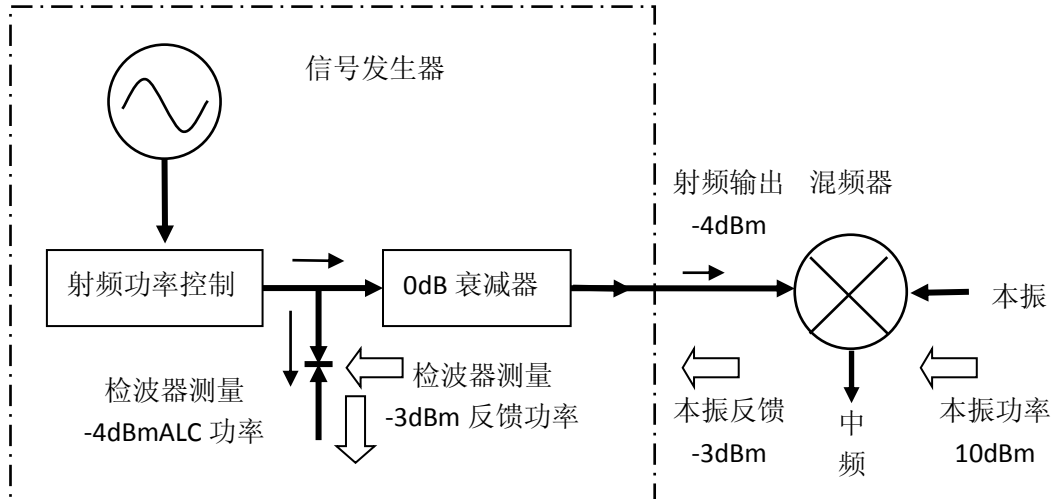 信号发生器
射频输出
-4dBm
混频器
射频功率控制
0dB 衰减器
本振
检波器测量
-4dBmALC 功率
检波器测量
-3dBm 反馈功率
本振反馈
-3dBm
中
频
本振功率
10dBm